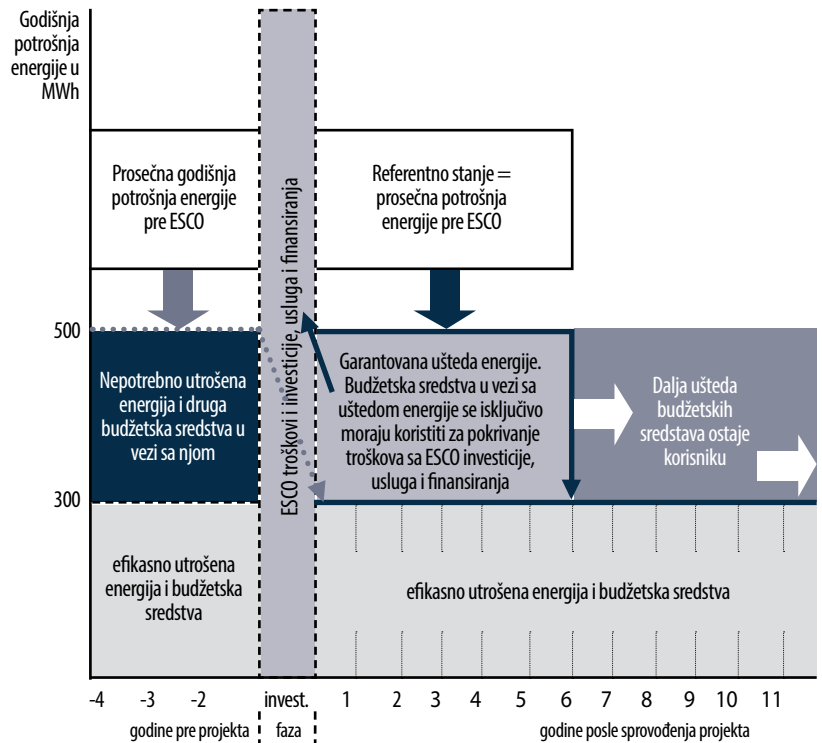 Godišnja
potrošnja
energije u
MWh
Prosečna godišnja
potrošnja energije
pre ESCO
ESCO troškovi i investicije, usluga i finansiranja
Referentno stanje =
prosečna potrošnja
energije pre ESCO
500
Nepotrebno utrošena
energija i druga
budžetska sredstva u
vezi sa njom
Garantovana ušteda energije.
Budžetska sredstva u vezi sa
uštedom energije se isključivo
moraju koristiti za pokrivanje
troškova sa ESCO investicije,
usluga i finansiranja
Dalja ušteda
budžetskih
sredstava ostaje
korisniku
300
efikasno utrošena
energija i budžetska
sredstva
efikasno utrošena energija i budžetska sredstva
-4 -3 -2 invest. 1 2 3 4 5 6 7 8 9 10 11
godine pre projekta faza godine posle sprovođenja projekta